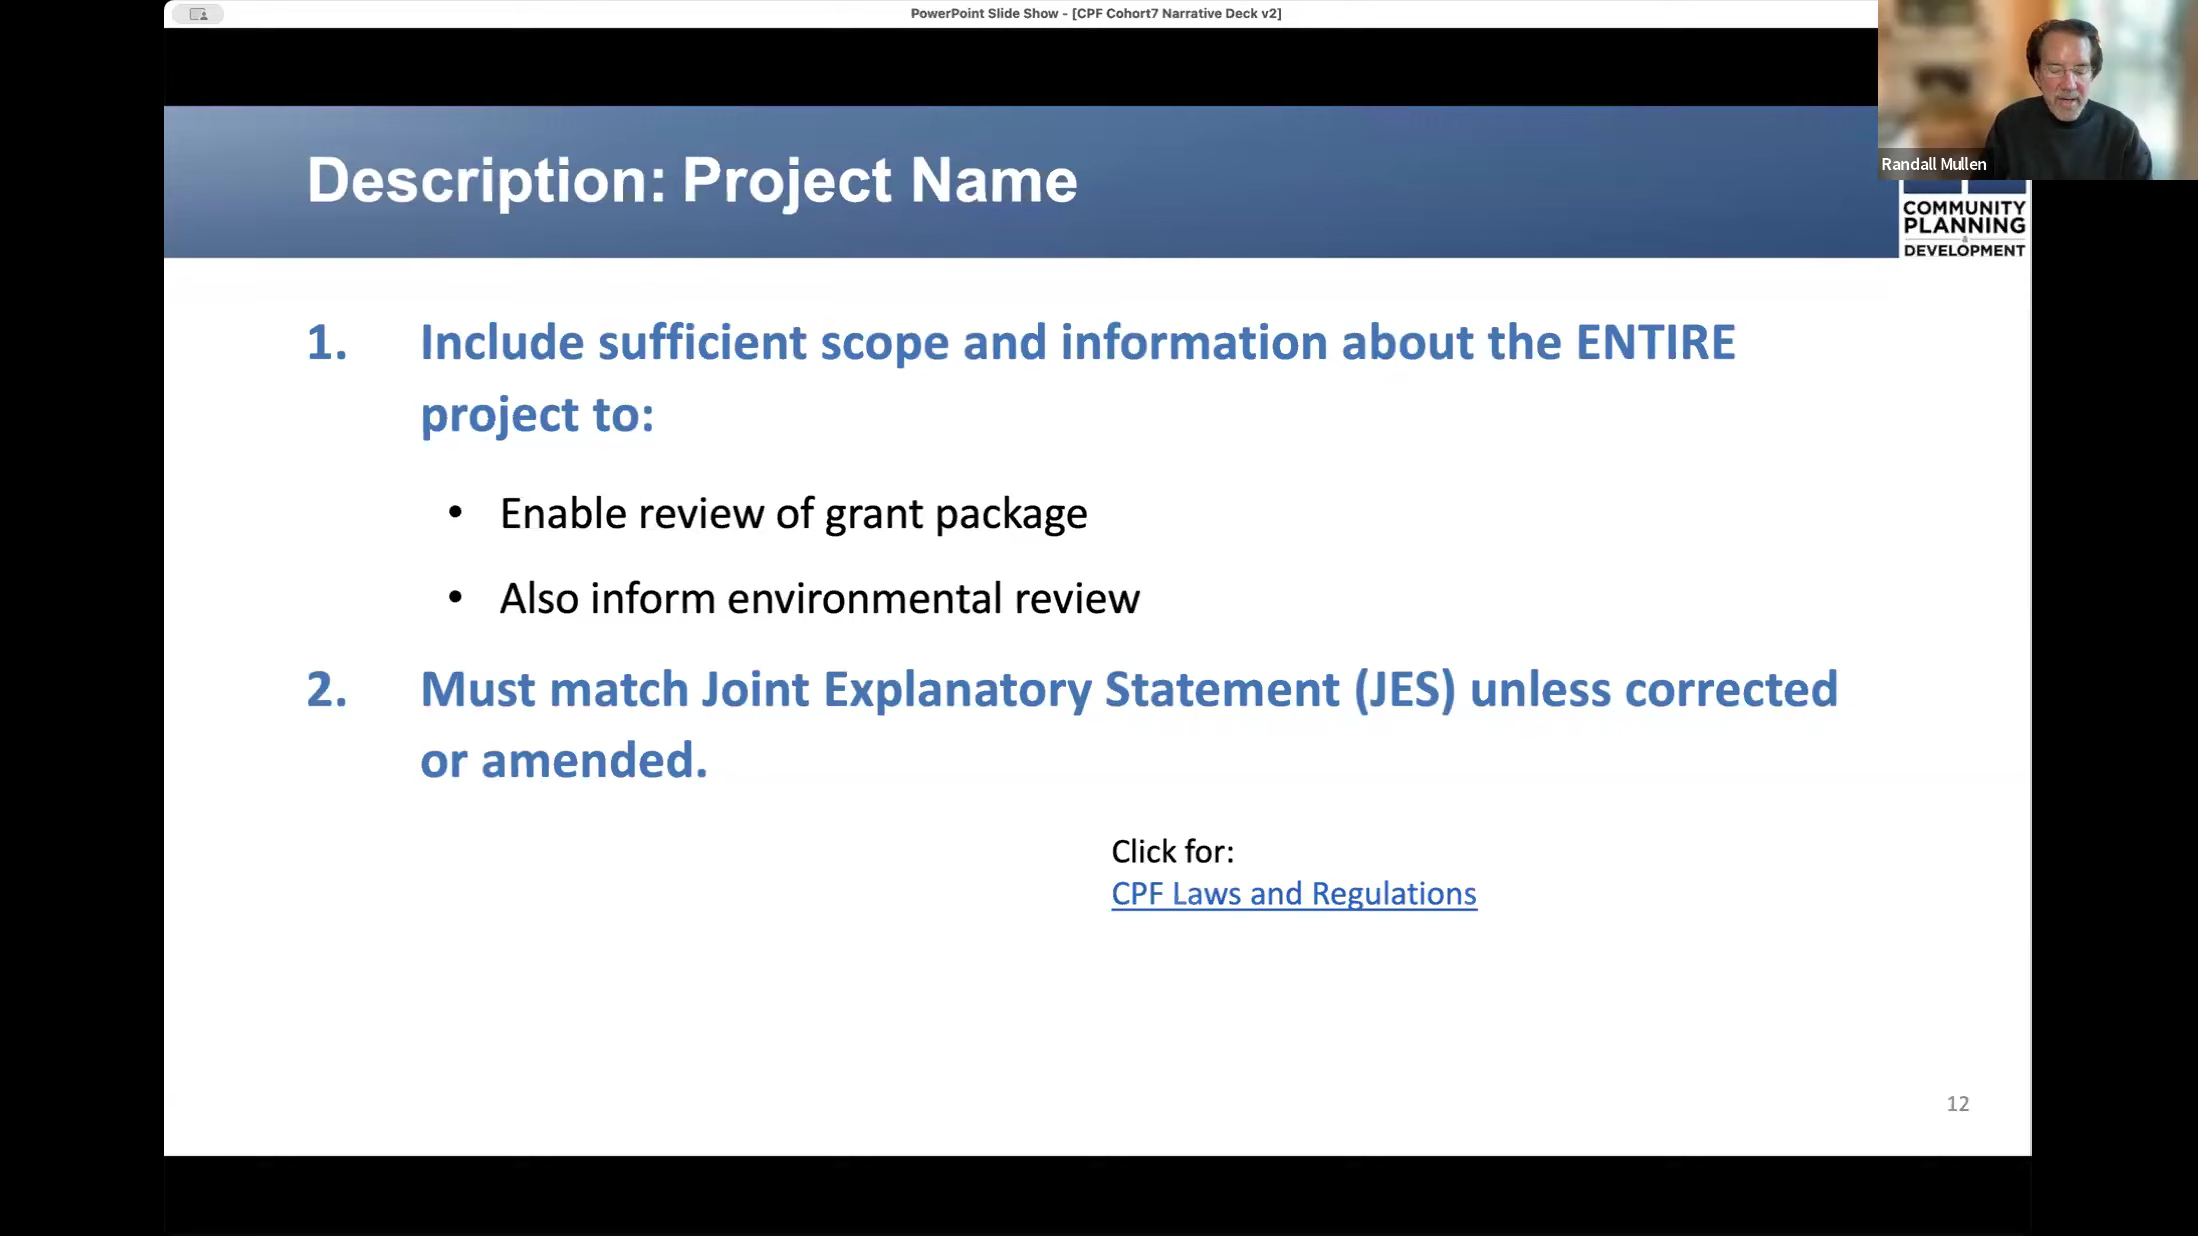 PowerPoint Slide Show - [CPF Cohort7 Narrative Deck v2]
Randall Mullen
Description: Project Name
COMMUNITY
PLANNING
&
DEVELOPMENT
1. Include sufficient scope and information about the ENTIRE
project to:
• Enable review of grant package
• Also inform environmental review
2. Must match Joint Explanatory Statement (JES) unless corrected
or amended.
Click for:
CPF Laws and Regulations
12